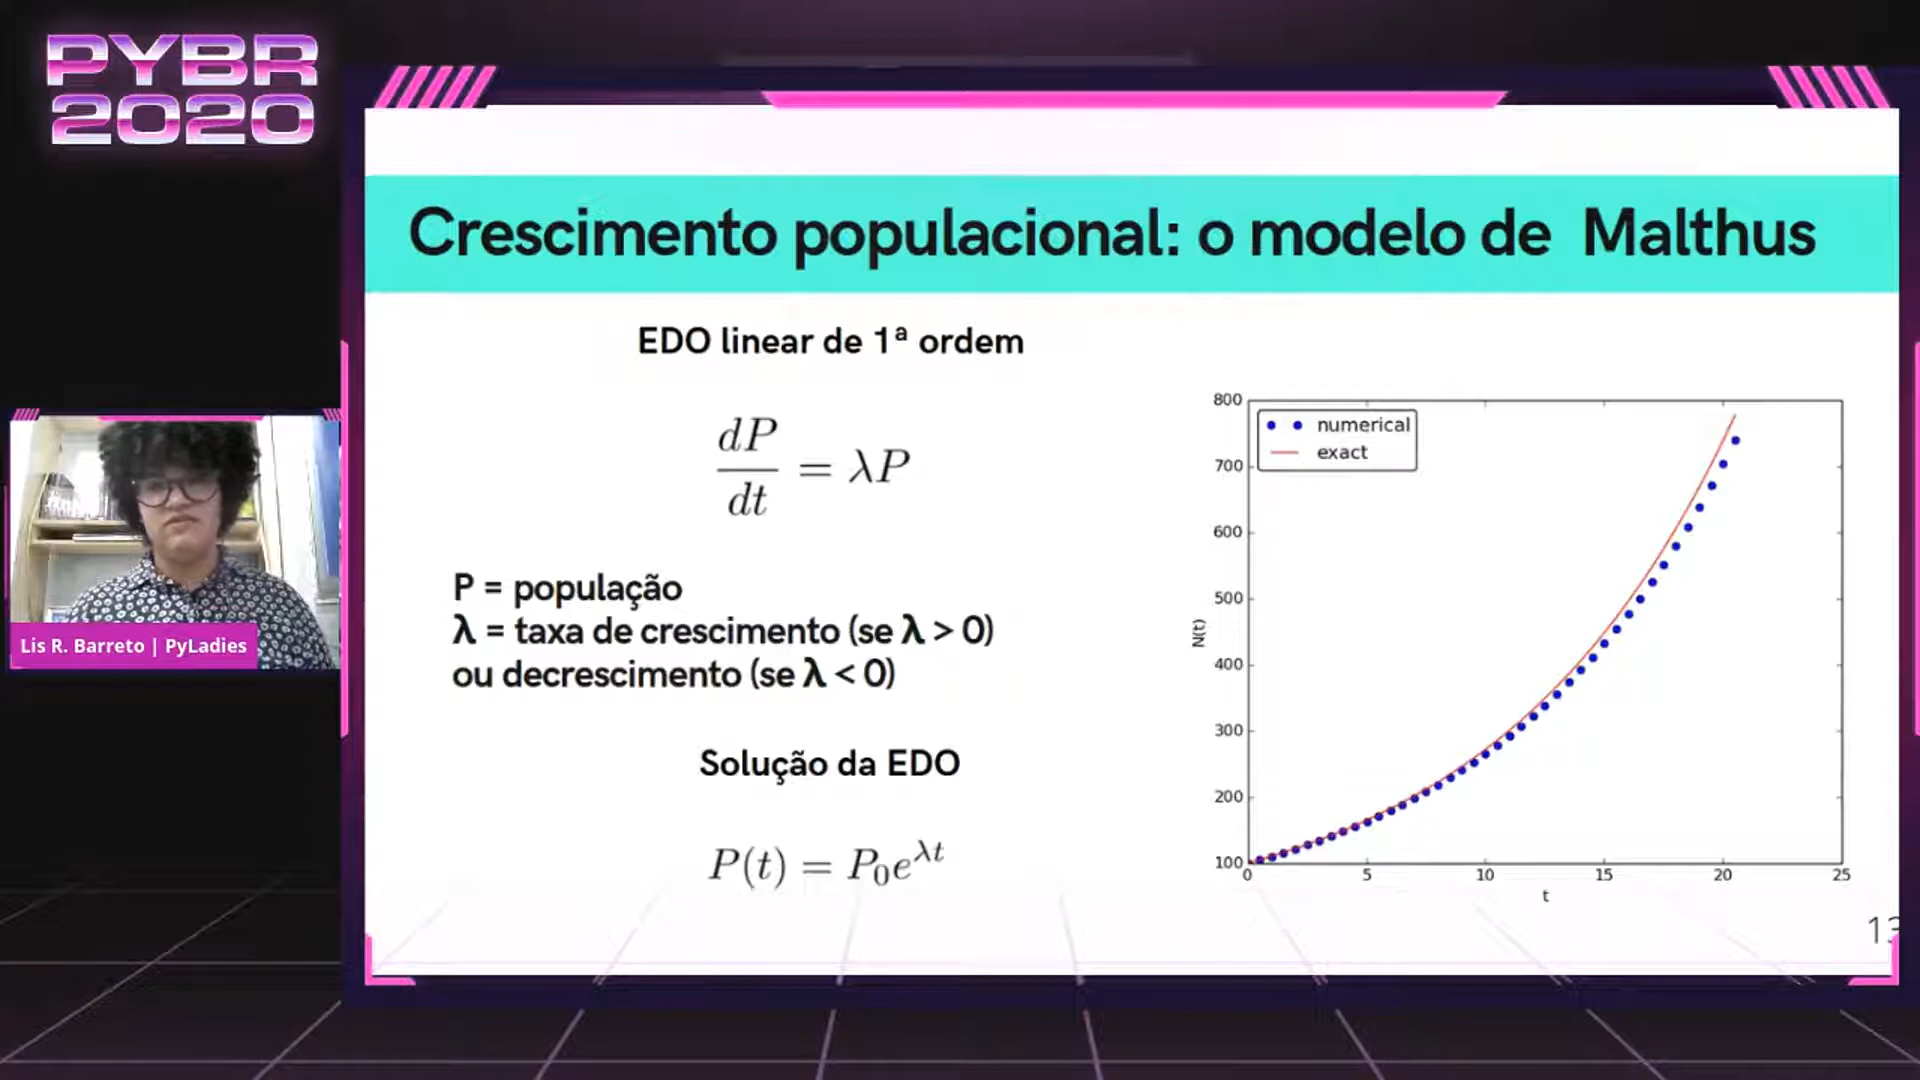 PYBR
2020
Crescimento populacional: o modelo de Malthus
EDO linear de 1ª ordem
dP
dt
= λP
P = população
λ = taxa de crescimento (se λ > 0)
ou decrescimento (se λ < 0)
Solução da EDO
P(t) = P₀e^λt
numerical
exact
800
700
600
500
400
300
200
100
N(t)
0 5 10 15 20 25
t
13
Lis R. Barreto | PyLadies